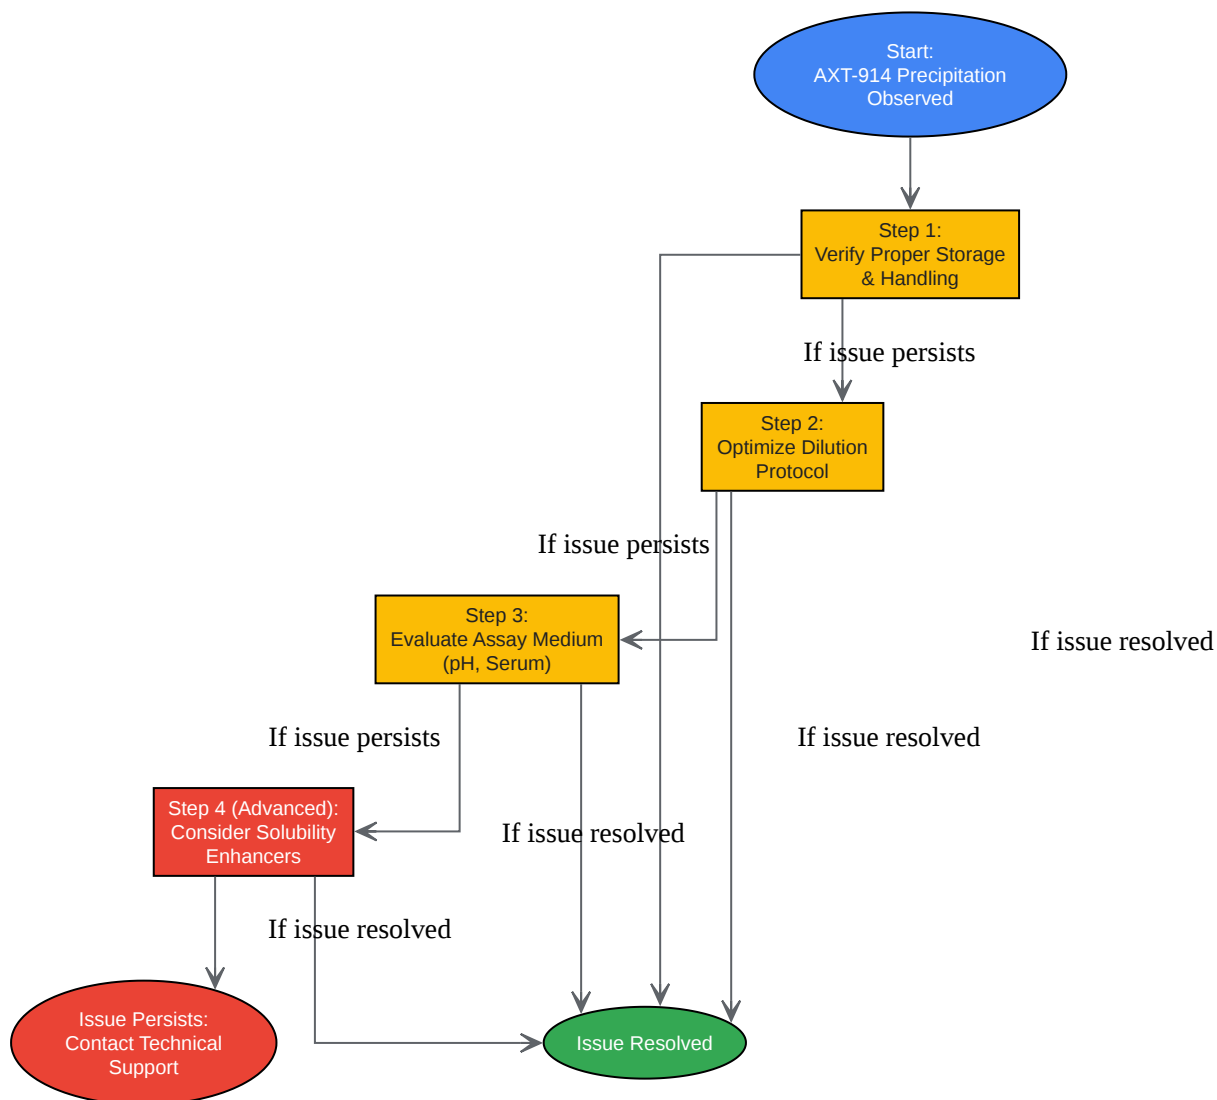 Start:
AXT-914 Precipitation
Observed
Step 1:
Verify Proper Storage
& Handling
If issue persists
Step 2:
Optimize Dilution
Protocol
If issue persists
Step 3:
Evaluate Assay Medium
(pH, Serum)
If issue resolved
If issue persists
If issue resolved
Step 4 (Advanced):
Consider Solubility
Enhancers
If issue resolved
If issue resolved
Issue Persists:
Contact Technical
Support
Issue Resolved